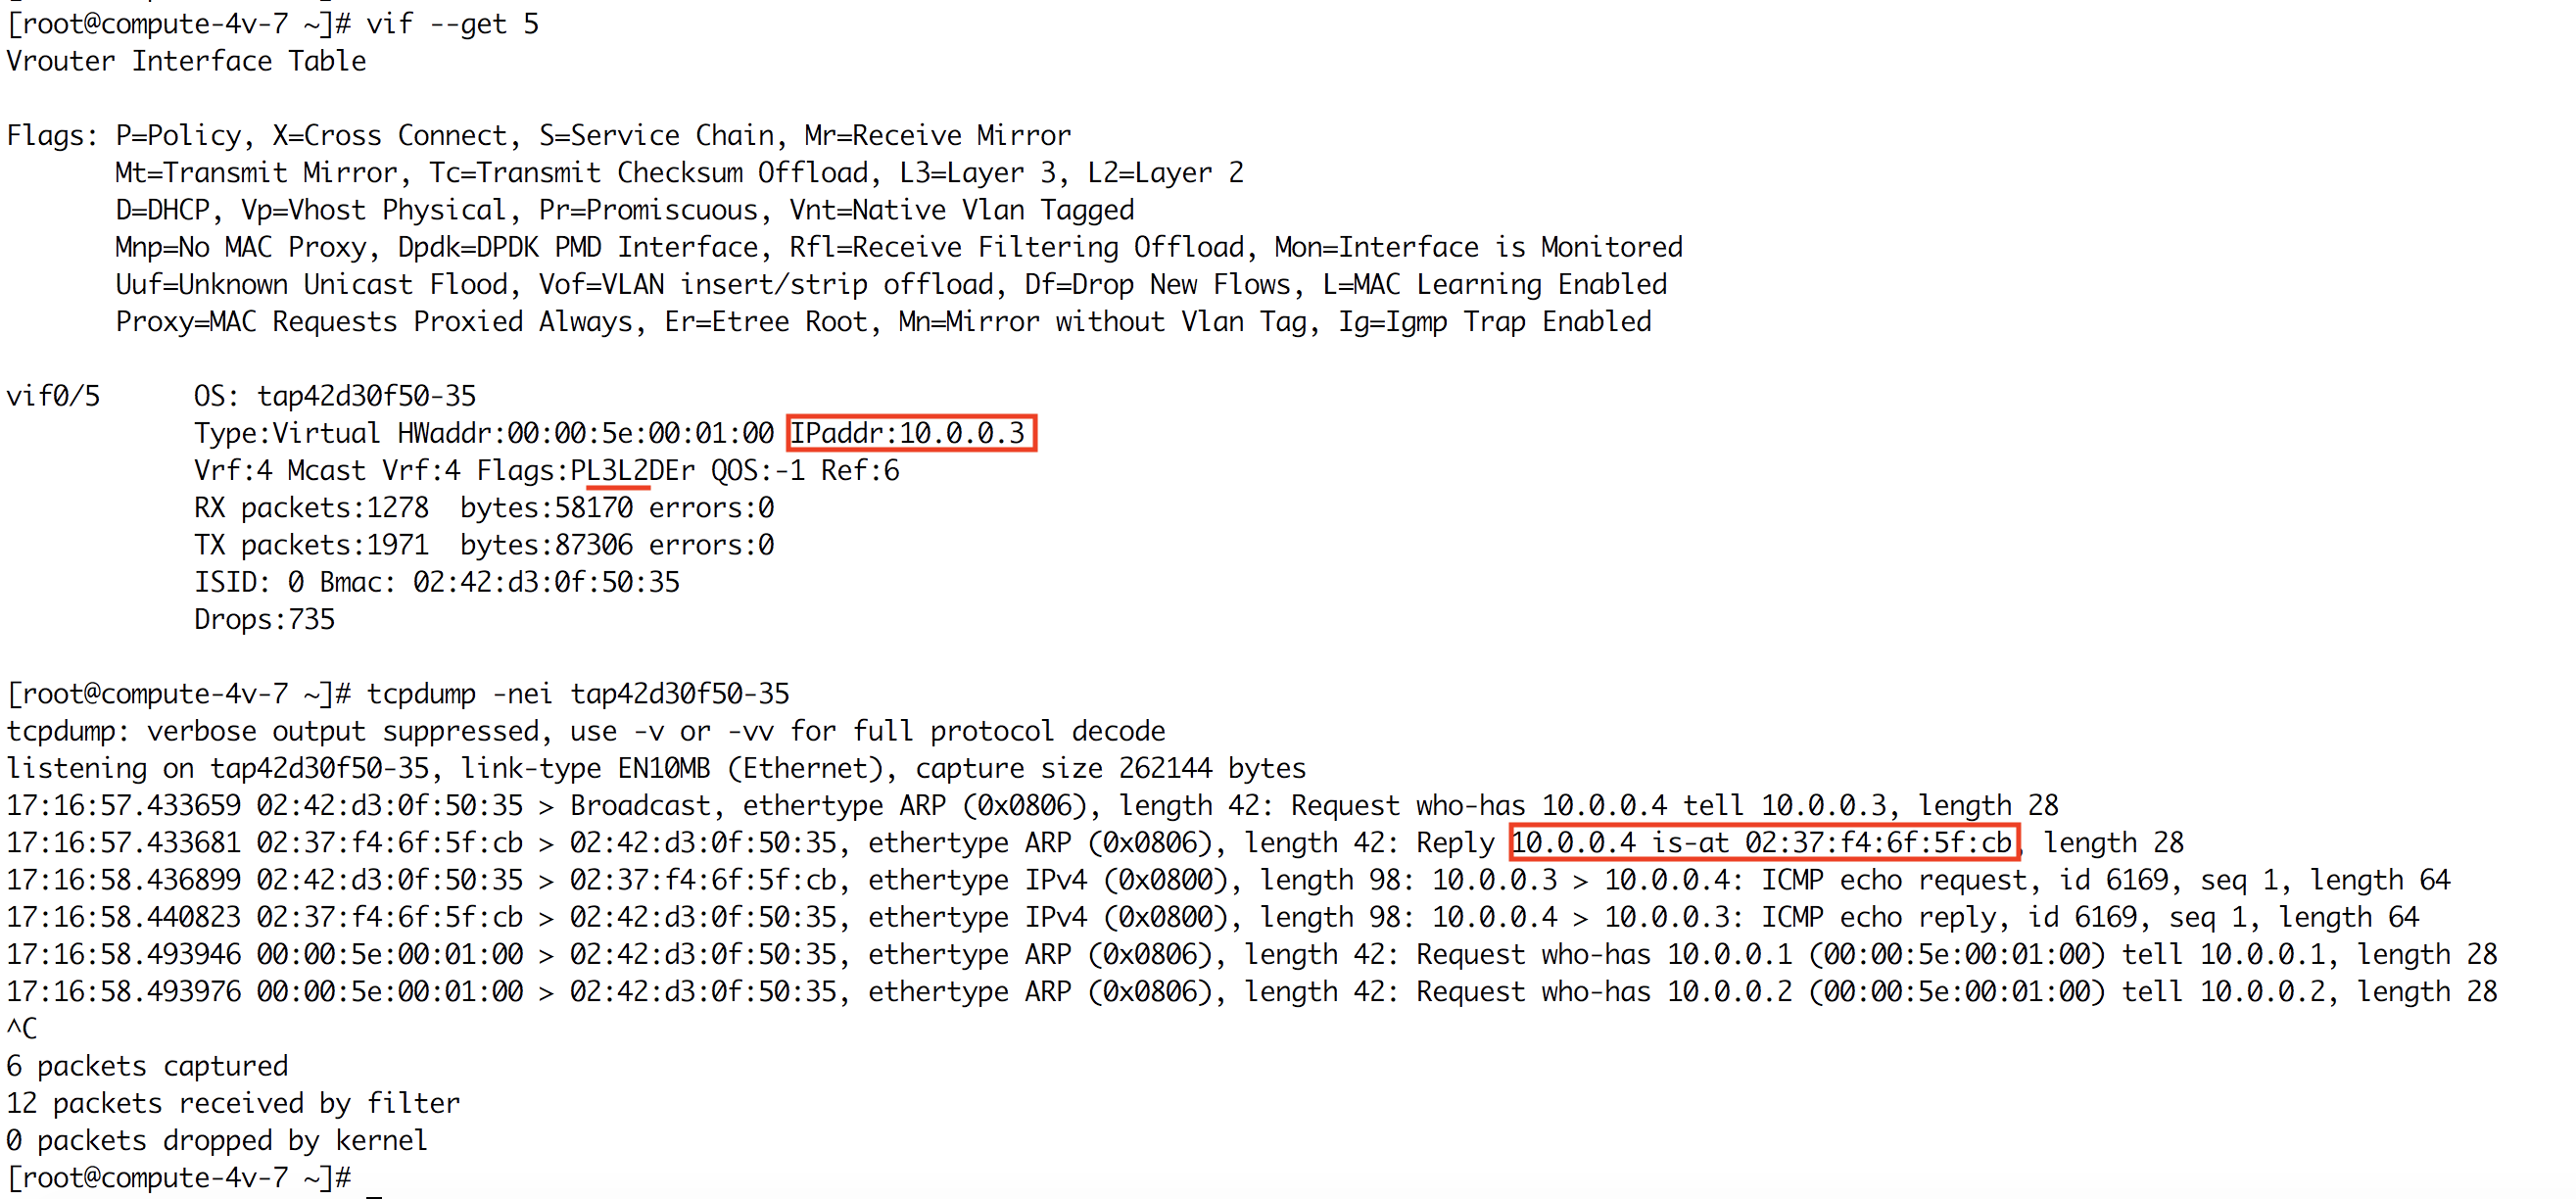 [root@compute-4v-7 ~]# vif --get 5
Vrouter Interface Table
Flags: P=Policy, X=Cross Connect, S=Service Chain, Mr=Receive Mirror
Mt=Transmit Mirror, Tc=Transmit Checksum Offload, L3=Layer 3, L2=Layer 2
D=DHCP, Vp=Vhost Physical, Pr=Promiscuous, Vnt=Native Vlan Tagged
Mnp=No MAC Proxy, Dpdk=DPDK PMD Interface, Rfl=Receive Filtering Offload, Mon=Interface is Monitored
Uuf=Unknown Unicast Flood, Vof=VLAN insert/strip offload, Df=Drop New Flows, L=MAC Learning Enabled
Proxy=MAC Requests Proxied Always, Er=Etree Root, Mn=Mirror without Vlan Tag, Ig=Igmp Trap Enabled
vif0/5      OS: tap42d30f50-35
Type:Virtual HWaddr:00:00:5e:00:01:00 IPaddr:10.0.0.3
Vrf:4 Mcast Vrf:4 Flags:PL3L2DEr QOS:-1 Ref:6
RX packets:1278  bytes:58170 errors:0
TX packets:1971  bytes:87306 errors:0
ISID: 0 Bmac: 02:42:d3:0f:50:35
Drops:735
[root@compute-4v-7 ~]# tcpdump -nei tap42d30f50-35
tcpdump: verbose output suppressed, use -v or -vv for full protocol decode
listening on tap42d30f50-35, link-type EN10MB (Ethernet), capture size 262144 bytes
17:16:57.433659 02:42:d3:0f:50:35 > Broadcast, ethertype ARP (0x0806), length 42: Request who-has 10.0.0.4 tell 10.0.0.3, length 28
17:16:57.433681 02:37:f4:6f:5f:cb > 02:42:d3:0f:50:35, ethertype ARP (0x0806), length 42: Reply 10.0.0.4 is-at 02:37:f4:6f:5f:cb, length 28
17:16:58.436899 02:42:d3:0f:50:35 > 02:37:f4:6f:5f:cb, ethertype IPv4 (0x0800), length 98: 10.0.0.3 > 10.0.0.4: ICMP echo request, id 6169, seq 1, length 64
17:16:58.440823 02:37:f4:6f:5f:cb > 02:42:d3:0f:50:35, ethertype IPv4 (0x0800), length 98: 10.0.0.4 > 10.0.0.3: ICMP echo reply, id 6169, seq 1, length 64
17:16:58.493946 00:00:5e:00:01:00 > 02:42:d3:0f:50:35, ethertype ARP (0x0806), length 42: Request who-has 10.0.0.1 (00:00:5e:00:01:00) tell 10.0.0.1, length 28
17:16:58.493976 00:00:5e:00:01:00 > 02:42:d3:0f:50:35, ethertype ARP (0x0806), length 42: Request who-has 10.0.0.2 (00:00:5e:00:01:00) tell 10.0.0.2, length 28
^C
6 packets captured
12 packets received by filter
0 packets dropped by kernel
[root@compute-4v-7 ~]#